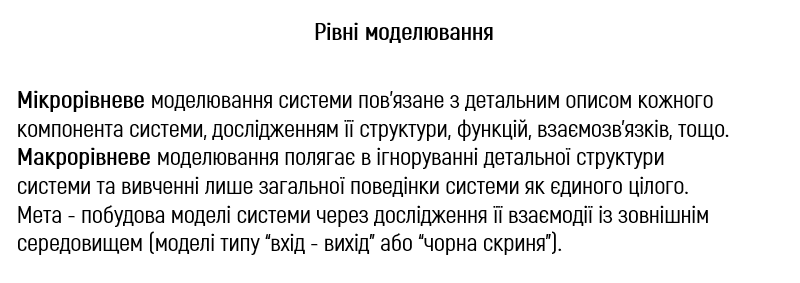 Рівні моделювання
Мікрорівневе моделювання системи пов’язане з детальним описом кожного
компонента системи, дослідженням її структури, функцій, взаємозв’язків, тощо.
Макрорівневе моделювання полягає в ігноруванні детальної структури
системи та вивченні лише загальної поведінки системи як єдиного цілого.
Мета - побудова моделі системи через дослідження її взаємодії із зовнішнім
середовищем (моделі типу “вхід - вихід” або “чорна скриня”).